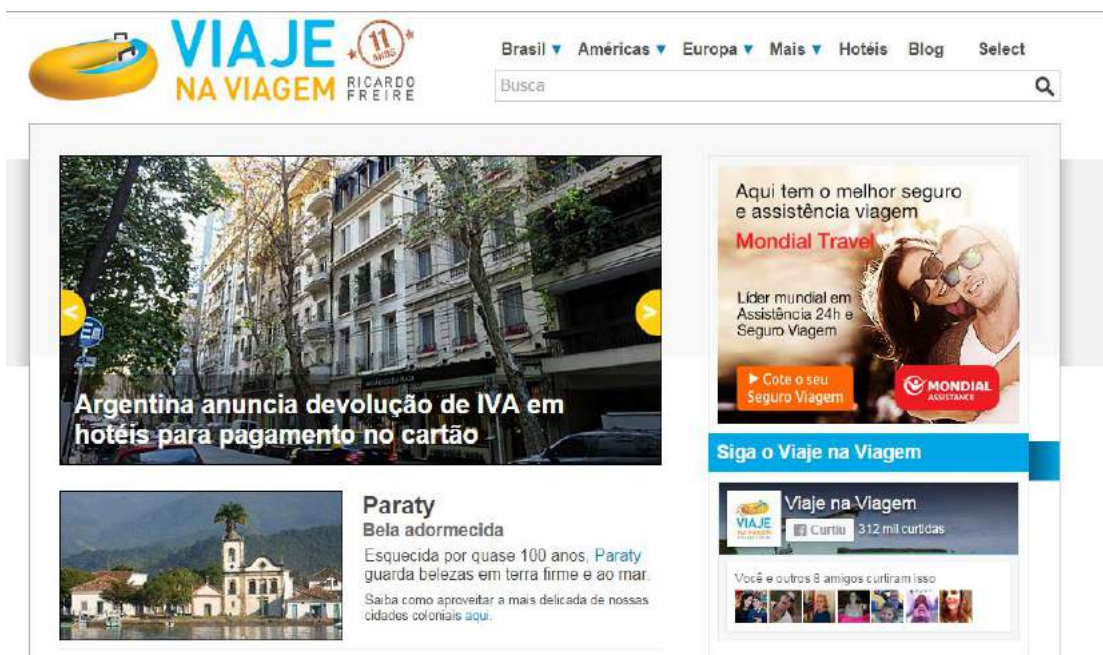 VIAJE
NA VIAGEM
11
ANOS
RICARDO
FREIRE
Brasil ▼ Américas ▼ Europa ▼ Mais ▼ Hotéis Blog Select
Busca
<
>
Argentina anuncia devolução de IVA em
hotéis para pagamento no cartão
Aqui tem o melhor seguro
e assistência viagem
Mondial Travel
Líder mundial em
Assistência 24h e
Seguro Viagem
▶ Cote o seu
Seguro Viagem
MONDIAL
ASSISTANCE
Siga o Viaje na Viagem
VIAJE
NA VIAGEM
Viaje na Viagem
Curtiu 312 mil curtidas
Você e outros 8 amigos curtiram isso
Paraty
Bela adormecida
Esquecida por quase 100 anos, Paraty
guarda belezas em terra firme e ao mar.
Saiba como aproveitar a mais delicada de nossas
cidades coloniais aqui.